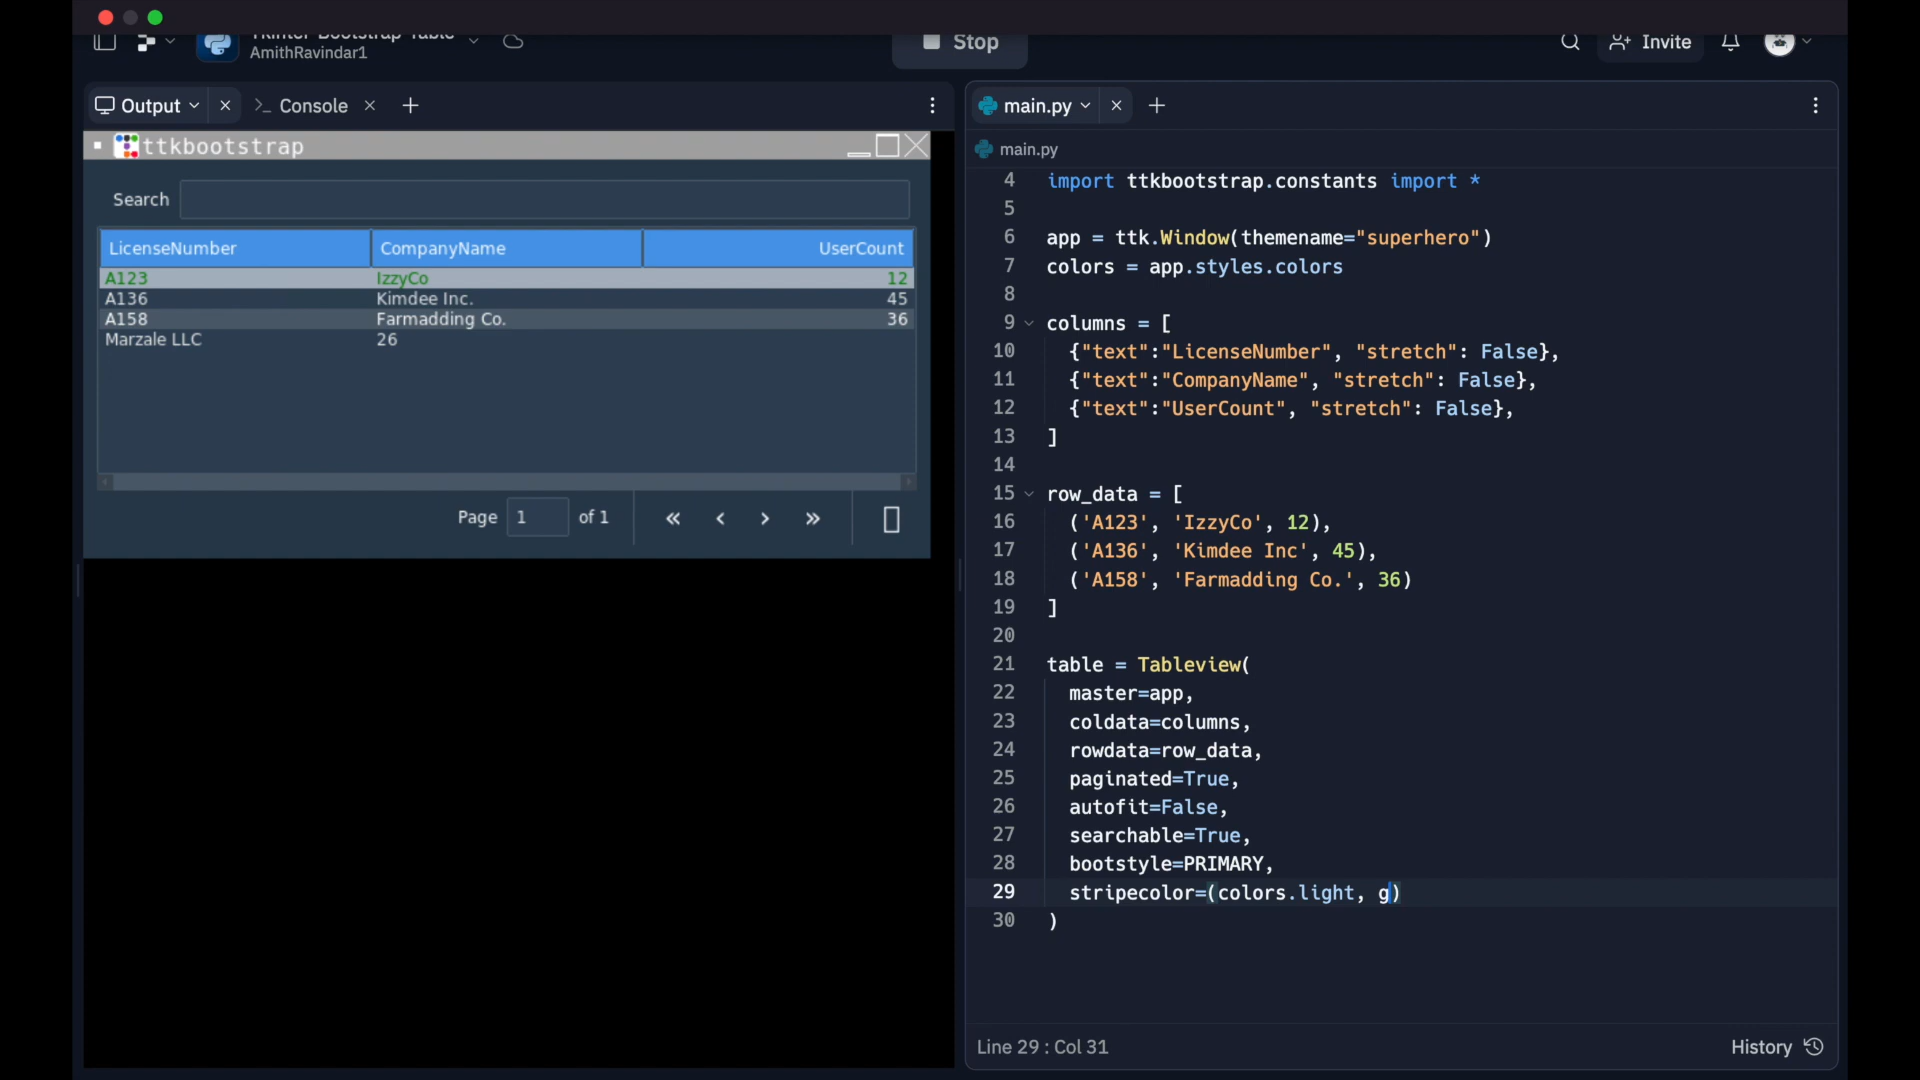 Tkinter Bootstrap Table
AmithRavindar1
Stop
Invite
Output
Console
main.py
ttkbootstrap
main.py
Search
LicenseNumber CompanyName UserCount
A123 IzzyCo 12
A136 Kimdee Inc. 45
A158 Farmadding Co. 36
Marzale LLC 26
Page 1 of 1
4 import ttkbootstrap.constants import *
5
6 app = ttk.Window(themename="superhero")
7 colors = app.styles.colors
8
9 columns = [
10 {"text":"LicenseNumber", "stretch": False},
11 {"text":"CompanyName", "stretch": False},
12 {"text":"UserCount", "stretch": False},
13 ]
14
15 row_data = [
16 ('A123', 'IzzyCo', 12),
17 ('A136', 'Kimdee Inc', 45),
18 ('A158', 'Farmadding Co.', 36)
19 ]
20
21 table = Tableview(
22 master=app,
23 coldata=columns,
24 rowdata=row_data,
25 paginated=True,
26 autofit=False,
27 searchable=True,
28 bootstyle=PRIMARY,
29 stripecolor=(colors.light, g)
30 )
Line 29 : Col 31
History